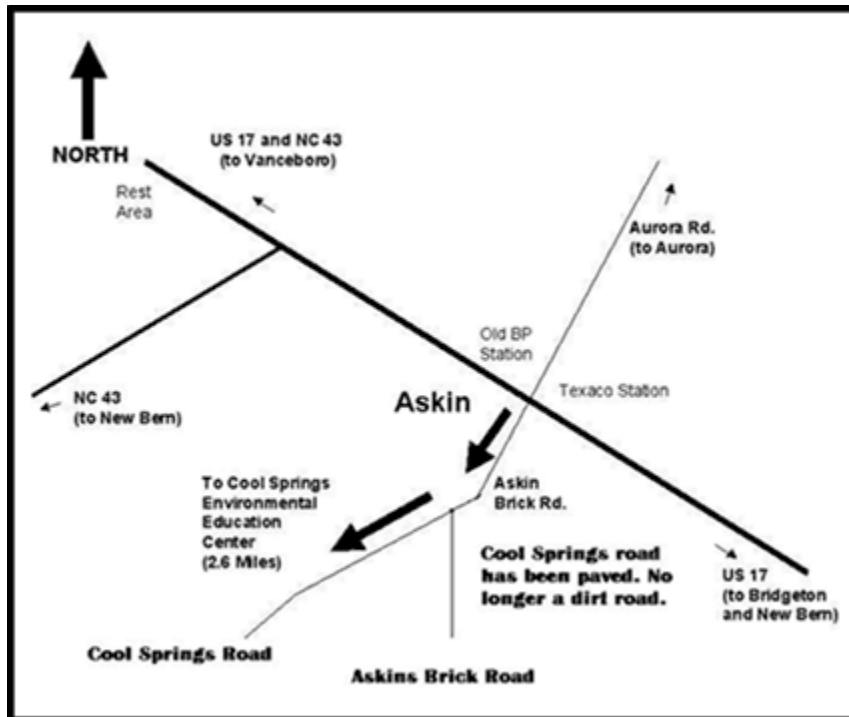 NORTH
US 17 and NC 43
(to Vanceboro)
Rest
Area
Aurora Rd.
(to Aurora)
Old BP
Station
Texaco Station
Askin
NC 43
(to New Bern)
To Cool Springs
Environmental
Education
Center
(2.6 Miles)
Askin
Brick Rd.
Cool Springs road
has been paved. No
longer a dirt road.
US 17
(to Bridgeton
and New Bern)
Cool Springs Road
Askins Brick Road